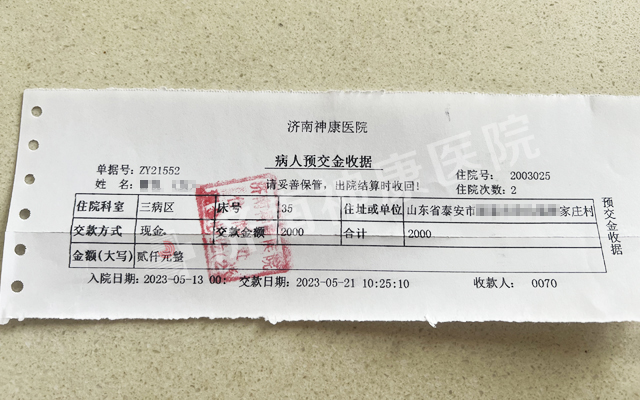 济南神康医院
病人预交金收据
单据号：ZY21552 住院号： 2003025
姓 名： 请妥善保管，出院结算时收回！ 住院次数：2
住院科室 三病区 床号 35 住址或单位 山东省泰安市 家庄村
交款方式 现金 交款金额 2000 合计 2000
金额(大写) 贰仟元整
入院日期：2023-05-13 00: 交款日期：2023-05-21 10:25:10 收款人： 0070
预交金收据
康医院